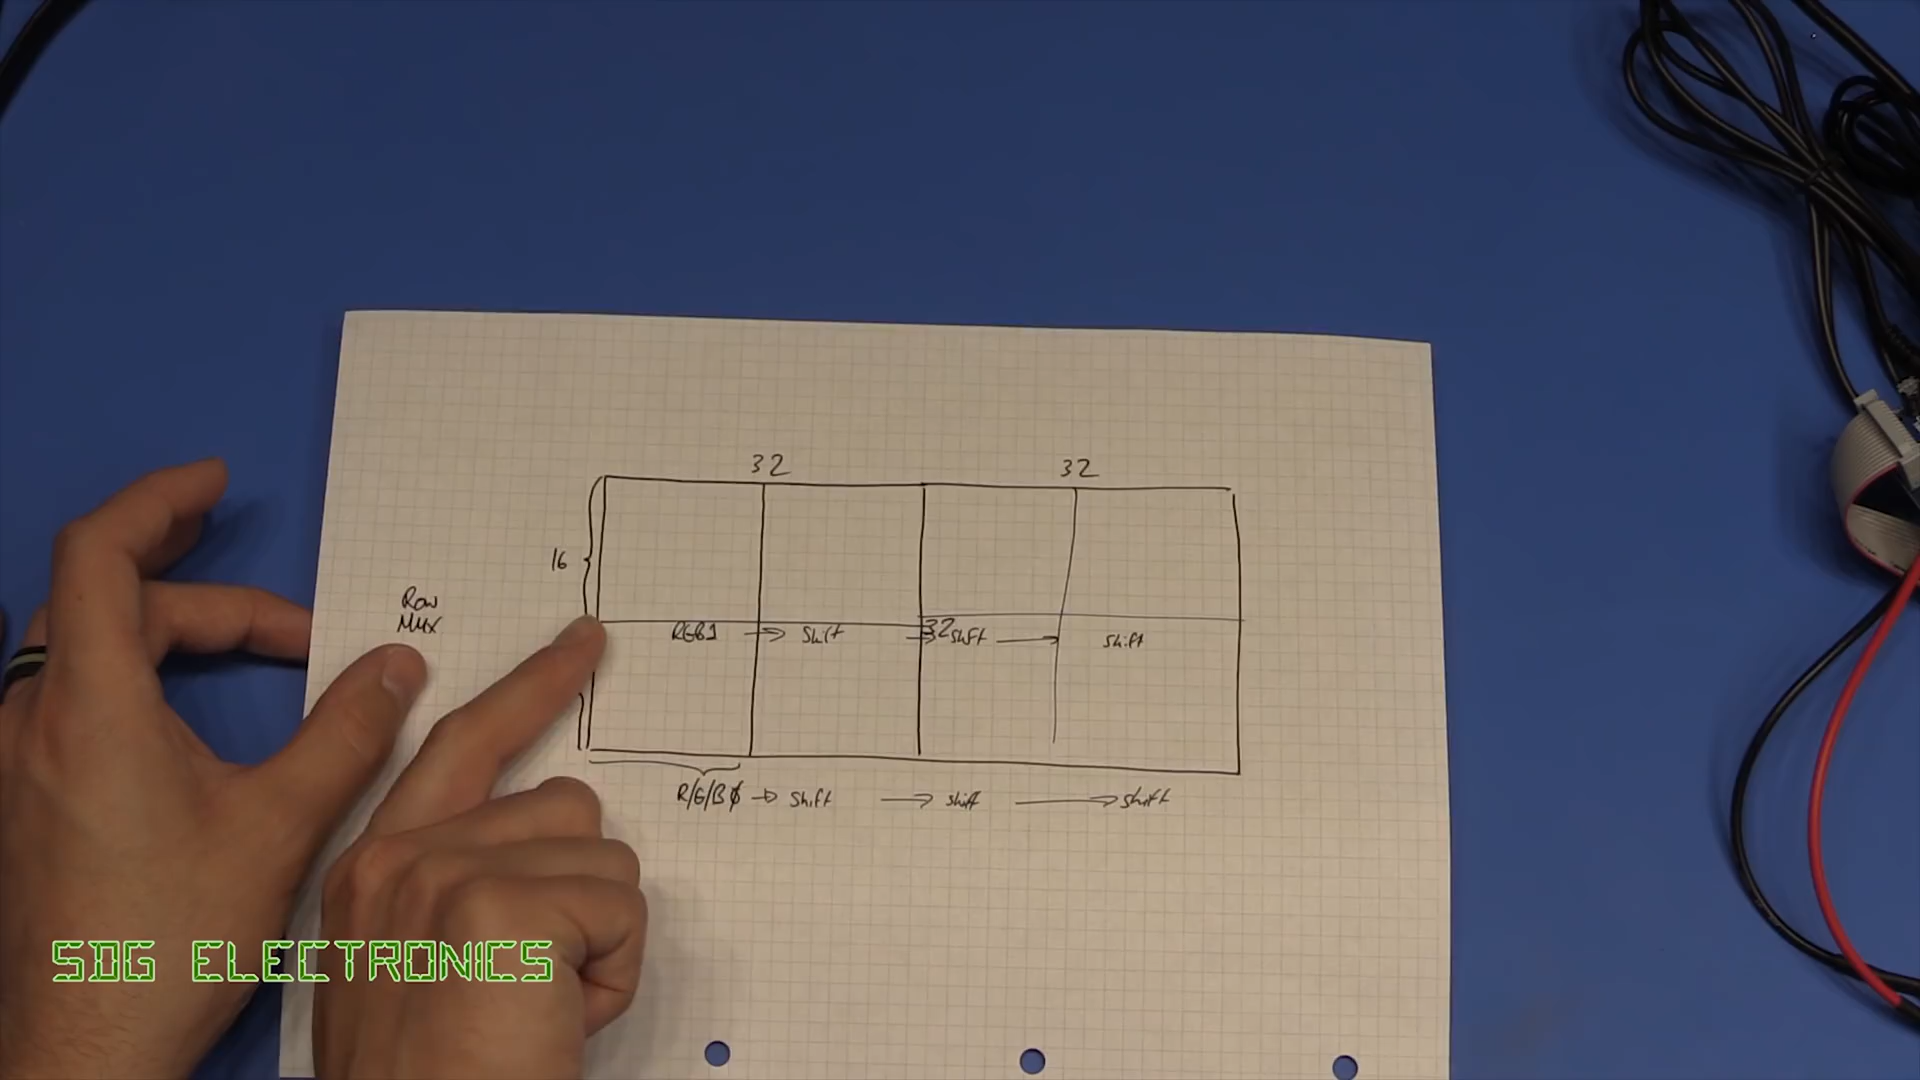 32 32
16
Row
Mux
RGB1 → shift → 32 shift → shift
R/G/B0 → shift → shift → shift
SDG ELECTRONICS